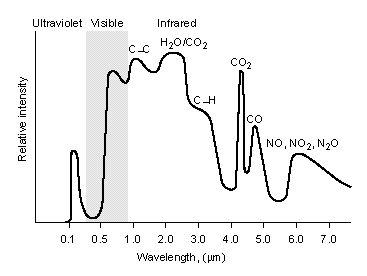 Ultraviolet Visible Infrared
C–C
H₂O/CO₂
C–H
CO₂
CO
NO, NO₂, N₂O
Relative intensity
0.1 0.5 1.0 2.0 3.0 4.0 5.0 6.0 7.0
Wavelength, (μm)